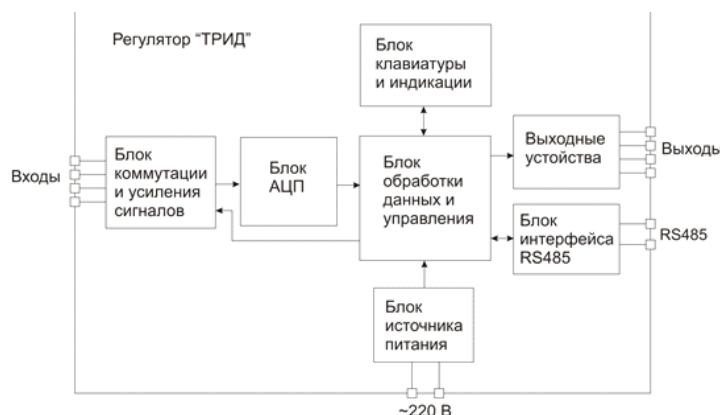 Регулятор “ТРИД”
Блок
клавиатуры
и индикации
Входы
Блок
коммутации
и усиления
сигналов
Блок
АЦП
Блок
обработки
данных и
управления
Выходные
устойства
Выходы
Блок
интерфейса
RS485
RS485
Блок
источника
питания
~220 В